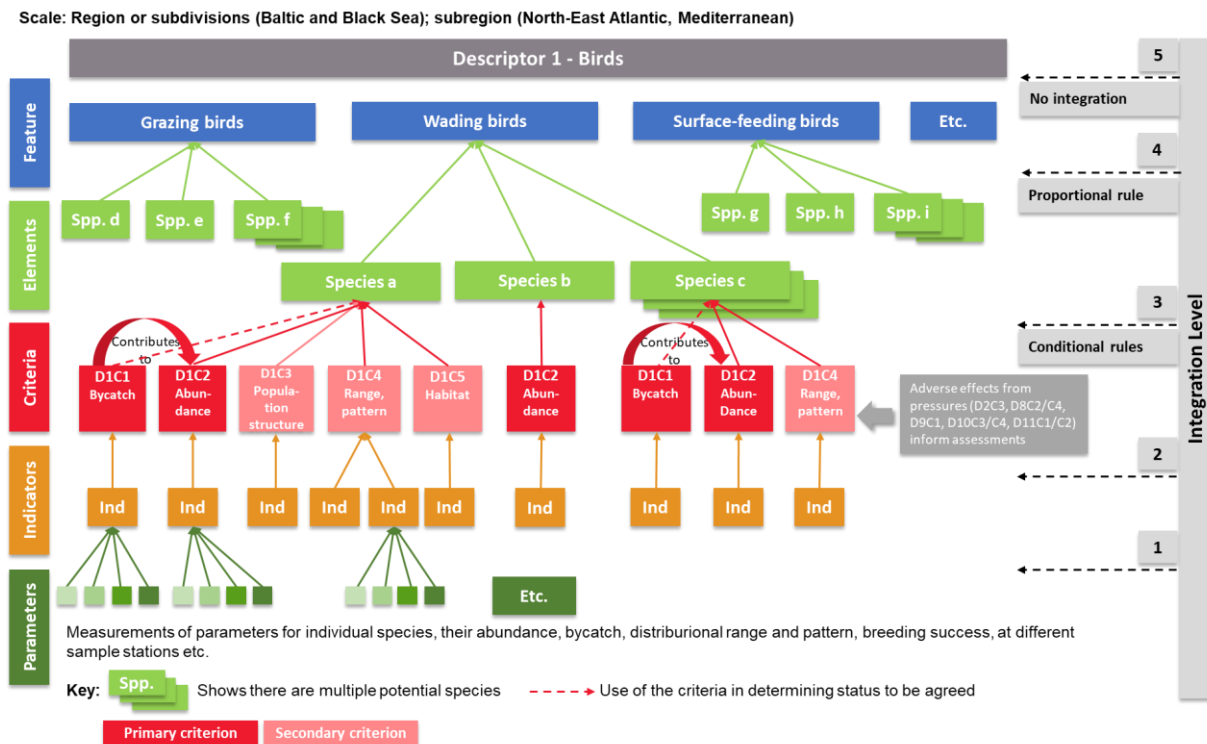 Scale: Region or subdivisions (Baltic and Black Sea); subregion (North-East Atlantic, Mediterranean)
Descriptor 1 - Birds
5
No integration
Feature
Grazing birds
Wading birds
Surface-feeding birds
Etc.
4
Proportional rule
Elements
Spp. d
Spp. e
Spp. f
Spp. g
Spp. h
Spp. i
Species a
Species b
Species c
3
Conditional rules
Integration Level
Criteria
Contributes
to
Contributes
to
D1C1
Bycatch
D1C2
Abun-
dance
D1C3
Popula-
tion
structure
D1C4
Range,
pattern
D1C5
Habitat
D1C2
Abun-
dance
D1C1
Bycatch
D1C2
Abun-
Dance
D1C4
Range,
pattern
Adverse effects from
pressures (D2C3, D8C2/C4,
D9C1, D10C3/C4, D11C1/C2)
inform assessments
2
Indicators
Ind
Ind
Ind
Ind
Ind
Ind
Ind
Ind
Ind
Ind
1
Parameters
Etc.
Measurements of parameters for individual species, their abundance, bycatch, distriburional range and pattern, breeding success, at different
sample stations etc.
Key:
Spp.
Shows there are multiple potential species
Use of the criteria in determining status to be agreed
Primary criterion
Secondary criterion